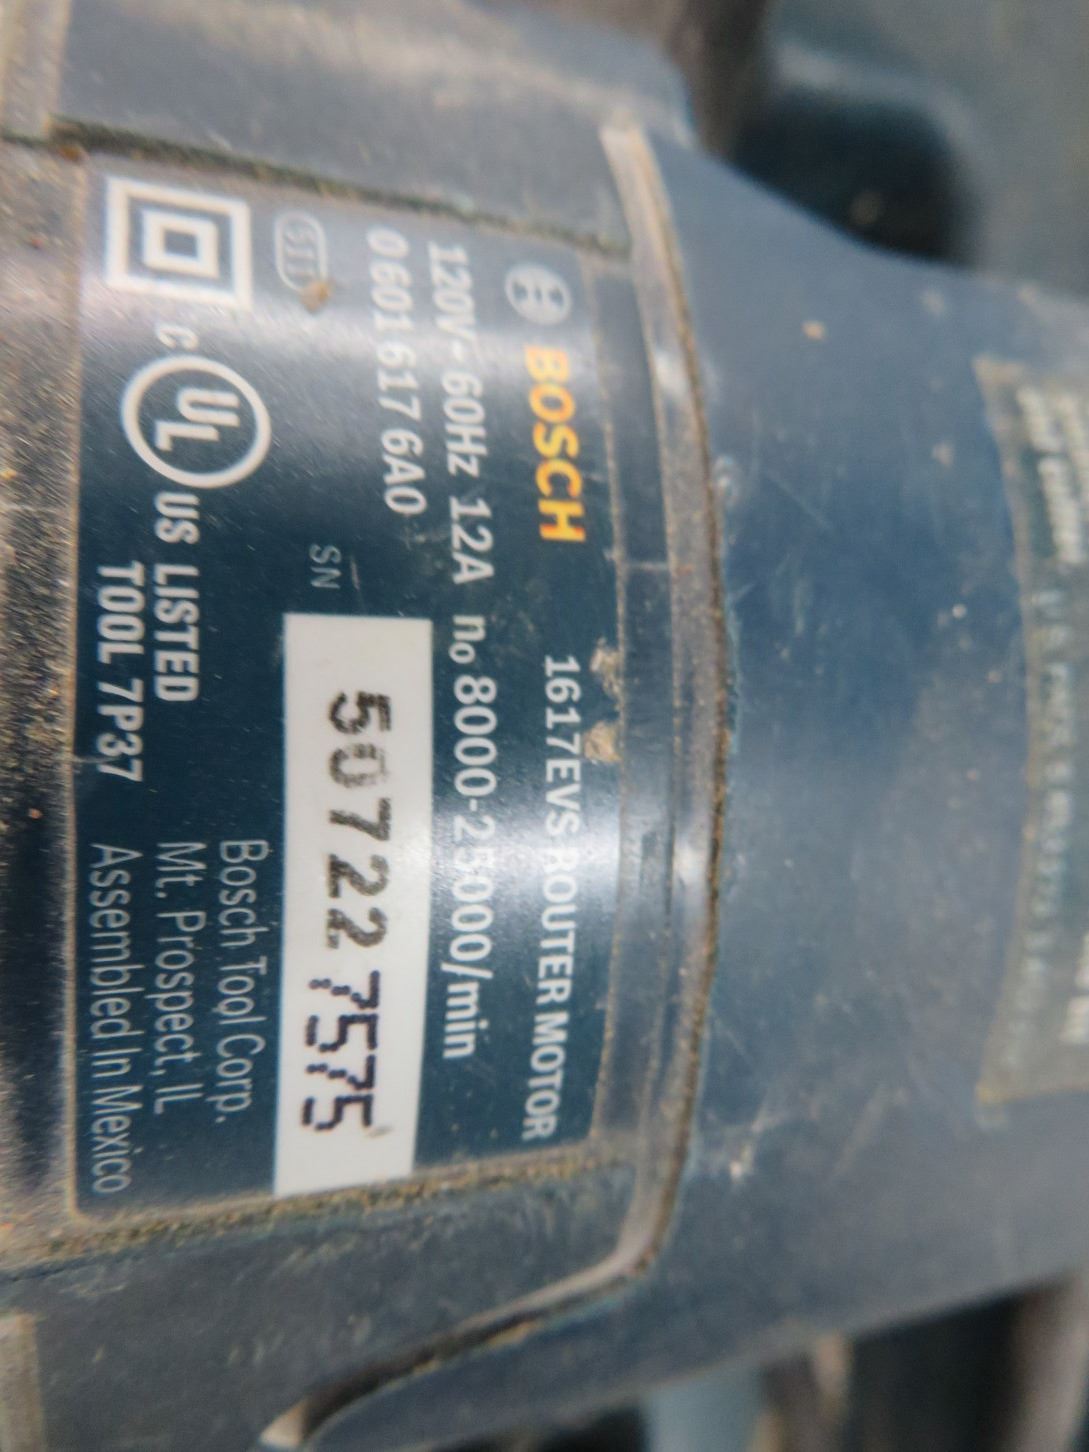 BOSCH 1617EVS ROUTER MOTOR
120V~60Hz 12A n₀ 8000-25000/min
0 601 617 6A0
SN 507227575
Bosch Tool Corp.
Mt. Prospect, IL
Assembled In Mexico
C UL US LISTED
TOOL 7P37